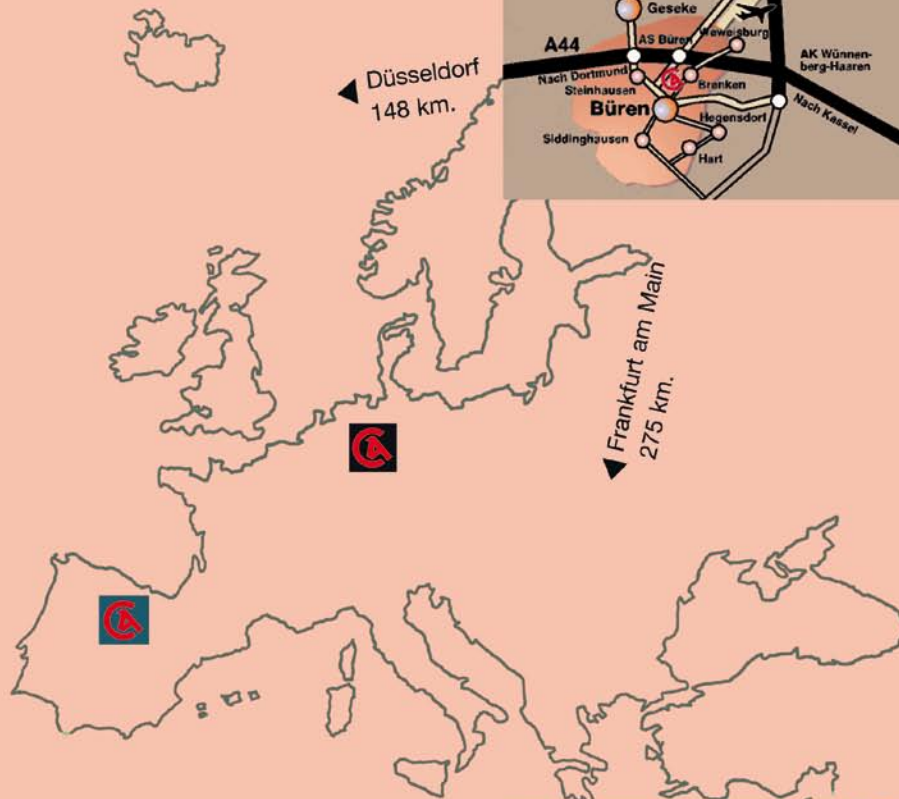 Düsseldorf
148 km.
Geseke
A44
AS Büren
Wewelsburg
AK Wünnen-
berg-Haaren
Nach Dortmund
Steinhausen
Brenken
Büren
Nach Kassel
Hegensdorf
Siddinghausen
Hart
Frankfurt am Main
275 km.